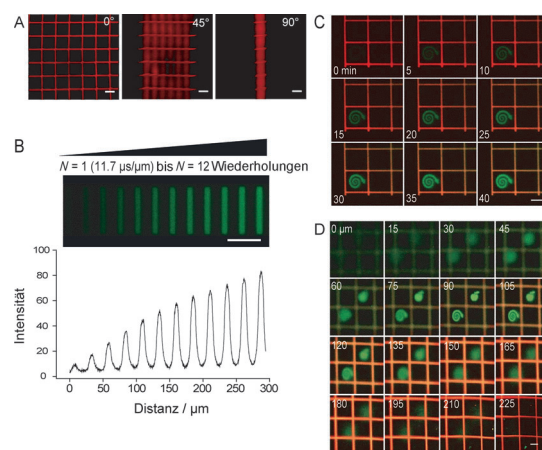 A
0°
45°
90°
B
N = 1 (11.7 µs/µm) bis N = 12 Wiederholungen
Intensität
100
80
60
40
20
0
0 50 100 150 200 250 300
Distanz / µm
C
0 min 5 10
15 20 25
30 35 40
D
0 µm 15 30 45
60 75 90 105
120 135 150 165
180 195 210 225